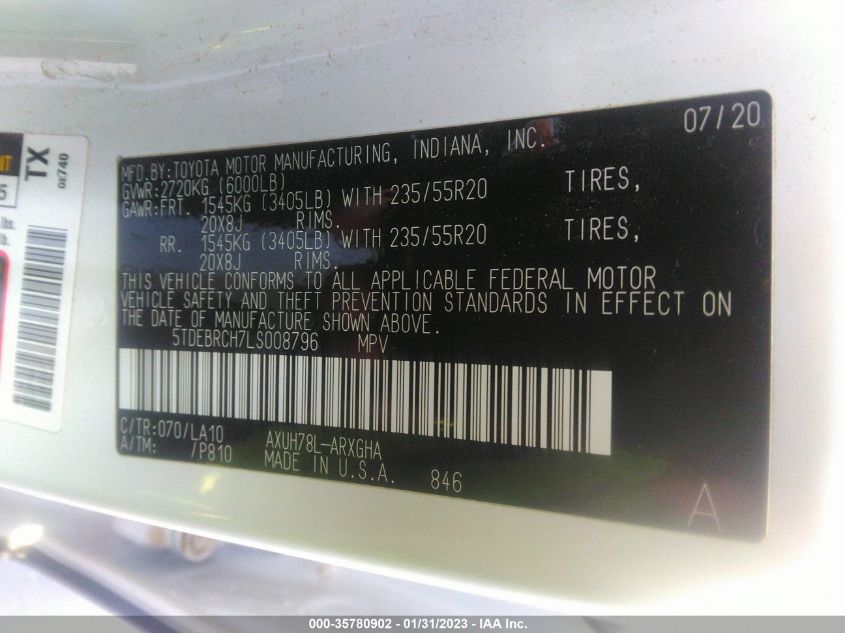 07/20
MFD.BY:TOYOTA MOTOR MANUFACTURING, INDIANA, INC.
GVWR:2720KG (6000LB)
GAWR:FRT. 1545KG (3405LB) WITH 235/55R20 TIRES,
20X8J RIMS.
RR. 1545KG (3405LB) WITH 235/55R20 TIRES,
20X8J RIMS.
THIS VEHICLE CONFORMS TO ALL APPLICABLE FEDERAL MOTOR
VEHICLE SAFETY AND THEFT PREVENTION STANDARDS IN EFFECT ON
THE DATE OF MANUFACTURE SHOWN ABOVE.
5TDEBRCH7LS008796 MPV
C/TR:070/LA10 AXUH78L-ARXGHA
A/TM: /P810 MADE IN U.S.A. 846
A
TX
lbs.
lb.
000-35780902 - 01/31/2023 - IAA Inc.